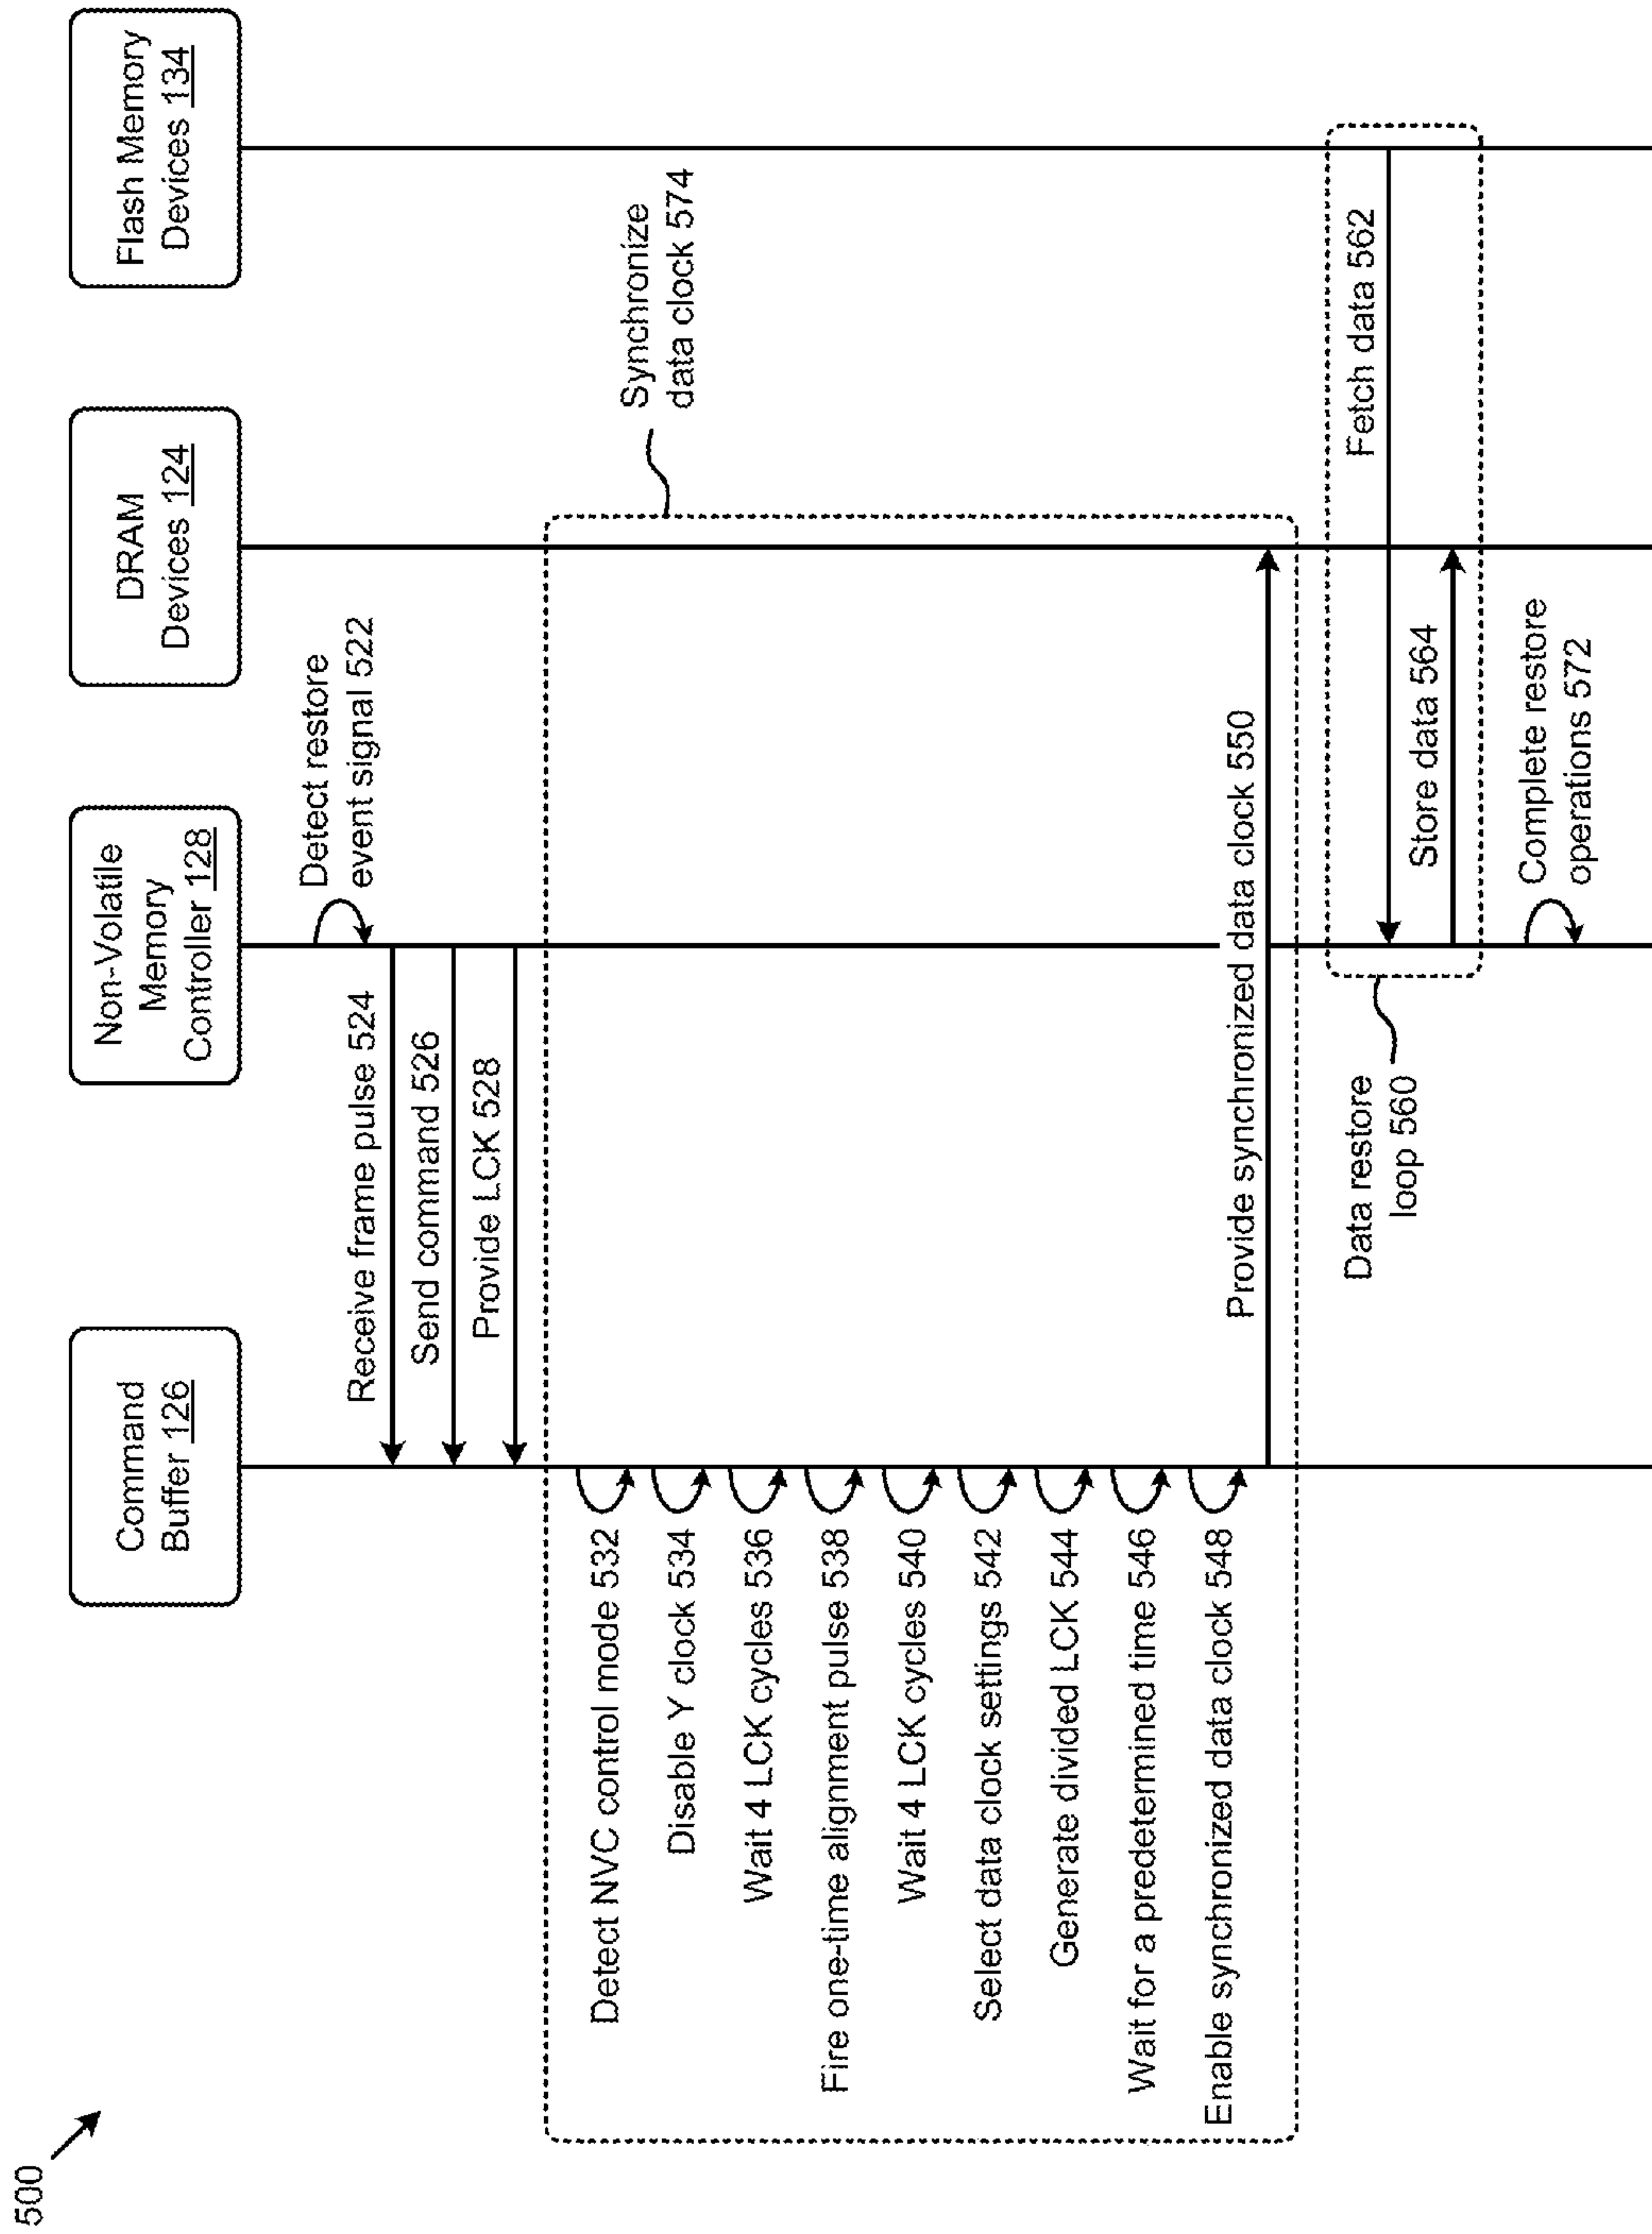 500
Command
Buffer 126
Non-Volatile
Memory
Controller 128
DRAM
Devices 124
Flash Memory
Devices 134
Detect restore
event signal 522
Receive frame pulse 524
Send command 526
Provide LCK 528
Synchronize
data clock 574
Detect NVC control mode 532
Disable Y clock 534
Wait 4 LCK cycles 536
Fire one-time alignment pulse 538
Wait 4 LCK cycles 540
Select data clock settings 542
Generate divided LCK 544
Wait for a predetermined time 546
Enable synchronized data clock 548
Provide synchronized data clock 550
Data restore
loop 560
Fetch data 562
Store data 564
Complete restore
operations 572